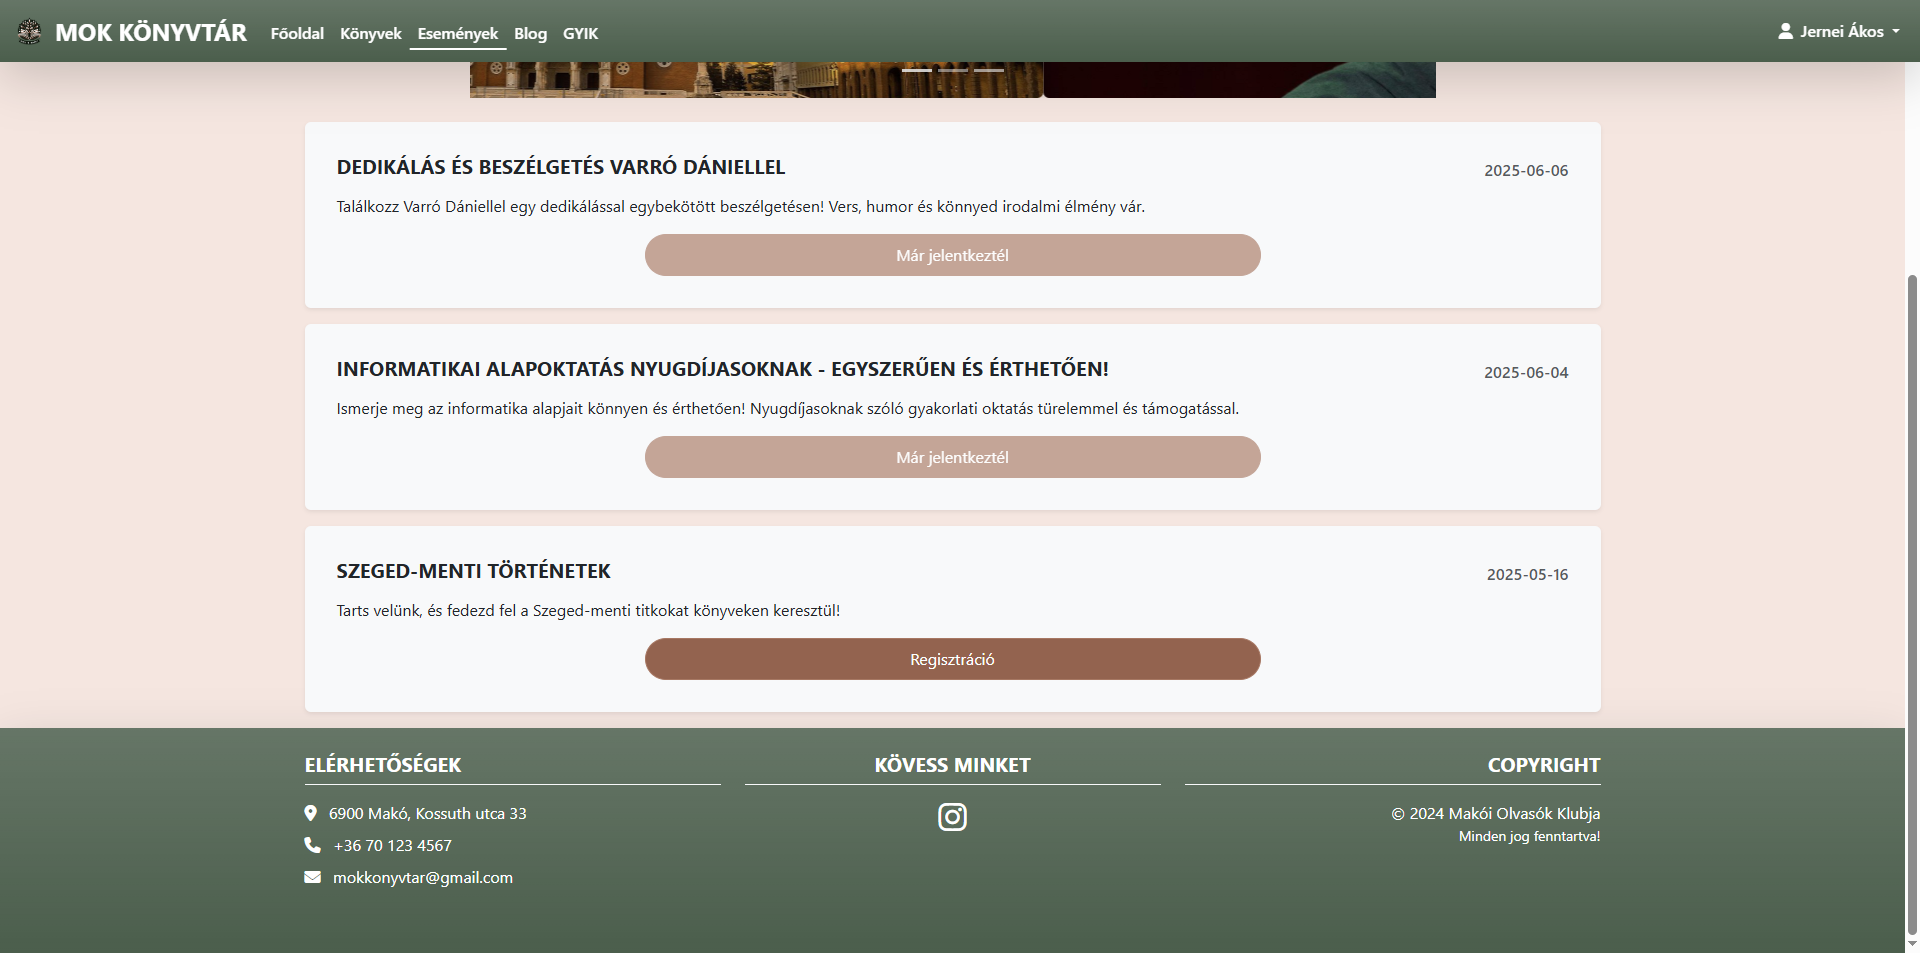 MOK KÖNYVTÁR
Főoldal
Könyvek
Események
Blog
GYIK
Jernei Ákos
DEDIKÁLÁS ÉS BESZÉLGETÉS VARRÓ DÁNIELLEL
2025-06-06
Találkozz Varró Dániellel egy dedikálással egybekötött beszélgetésen! Vers, humor és könnyed irodalmi élmény vár.
Már jelentkeztél
INFORMATIKAI ALAPOKTATÁS NYUGDÍJASOKNAK - EGYSZERŰEN ÉS ÉRTHETŐEN!
2025-06-04
Ismerje meg az informatika alapjait könnyen és érthetően! Nyugdíjasoknak szóló gyakorlati oktatás türelemmel és támogatással.
Már jelentkeztél
SZEGED-MENTI TÖRTÉNETEK
2025-05-16
Tarts velünk, és fedezd fel a Szeged-menti titkokat könyveken keresztül!
Regisztráció
ELÉRHETŐSÉGEK
6900 Makó, Kossuth utca 33
+36 70 123 4567
mokkonyvtar@gmail.com
KÖVESS MINKET
COPYRIGHT
© 2024 Makói Olvasók Klubja
Minden jog fenntartva!